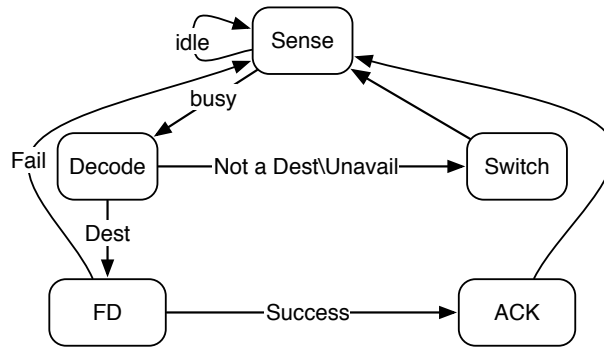 idle
Sense
busy
Fail
Decode
Not a Dest\Unavail
Switch
Dest
FD
Success
ACK